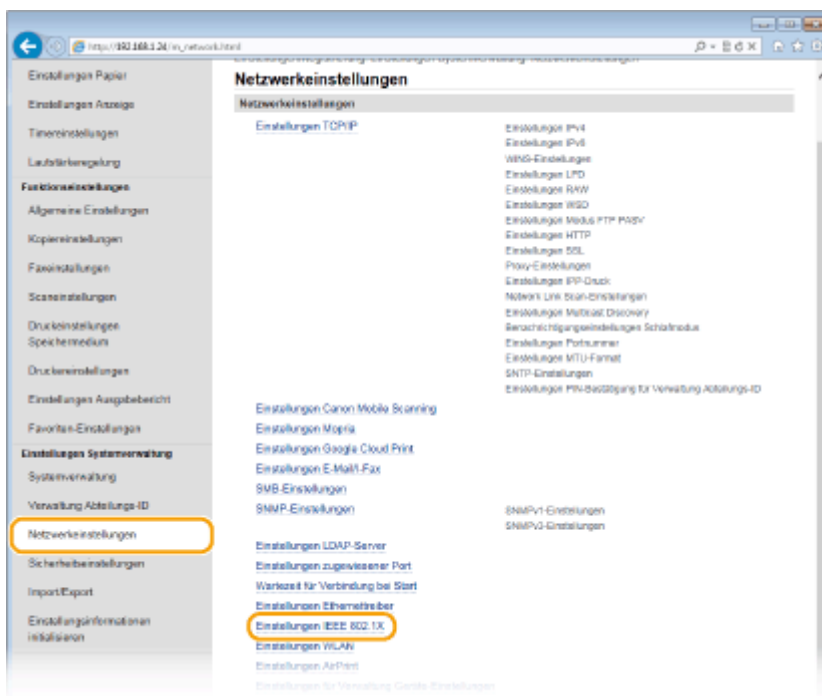 http://192.168.1.24/m_network.html
Einstellungen Papier
Einstellungen Anzeige
Timereinstellungen
Lautstärkeregelung
Funktionseinstellungen
Allgemeine Einstellungen
Kopiereinstellungen
Faxeinstellungen
Scaneinstellungen
Druckeinstellungen
Speichermedium
Druckereinstellungen
Einstellungen Ausgabebericht
Favoriten-Einstellungen
Einstellungen Systemverwaltung
Systemverwaltung
Verwaltung Abteilungs-ID
Netzwerkeinstellungen
Sicherheitseinstellungen
Import/Export
Einstellungsinformationen
initialisieren
Netzwerkeinstellungen
Netzwerkeinstellungen
Einstellungen TCP/IP
Einstellungen IPv4
Einstellungen IPv6
WINS-Einstellungen
Einstellungen LPD
Einstellungen RAW
Einstellungen WSD
Einstellungen Modus FTP PASV
Einstellungen HTTP
Einstellungen SSL
Proxy-Einstellungen
Einstellungen IPP-Druck
Network Link Scan-Einstellungen
Einstellungen Multicast Discovery
Benachrichtigungseinstellungen Schlafmodus
Einstellungen Portnummer
Einstellungen MTU-Format
SNTP-Einstellungen
Einstellungen PIN-Bestätigung für Verwaltung Abteilungs-ID
Einstellungen Canon Mobile Scanning
Einstellungen Mopria
Einstellungen Google Cloud Print
Einstellungen E-Mail/I-Fax
SMB-Einstellungen
SNMP-Einstellungen
SNMPv1-Einstellungen
SNMPv3-Einstellungen
Einstellungen LDAP-Server
Einstellungen zugewiesener Port
Wartezeit für Verbindung bei Start
Einstellungen Ethernettreiber
Einstellungen IEEE 802.1X
Einstellungen WLAN
Einstellungen AirPrint
Einstellungen für Verwaltung Geräte Einstellungen